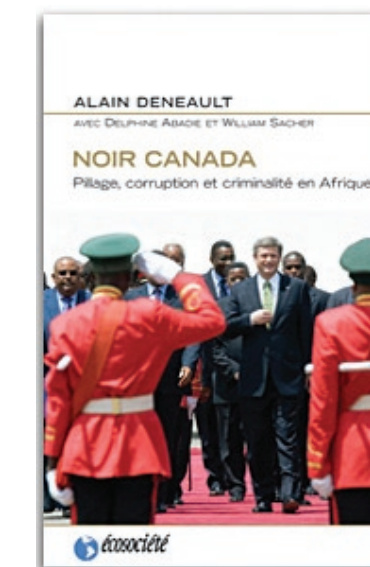 ALAIN DENEAULT
AVEC DELPHINE ABADIE ET WILLIAM SACHER
NOIR CANADA
Pillage, corruption et criminalité en Afrique
écosociété